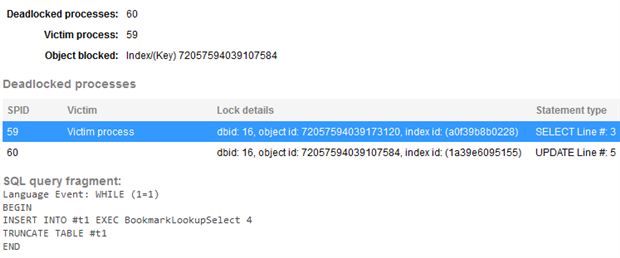 Deadlocked processes: 60
Victim process: 59
Object blocked: Index/(Key) 72057594039107584
Deadlocked processes
SPID Victim Lock details Statement type
59 Victim process dbid: 16, object id: 72057594039173120, index id: (a0f39b8b0228) SELECT Line #: 3
60 dbid: 16, object id: 72057594039107584, index id: (1a39e6095155) UPDATE Line #: 5
SQL query fragment:
Language Event: WHILE (1=1)
BEGIN
INSERT INTO #t1 EXEC BookmarkLookupSelect 4
TRUNCATE TABLE #t1
END